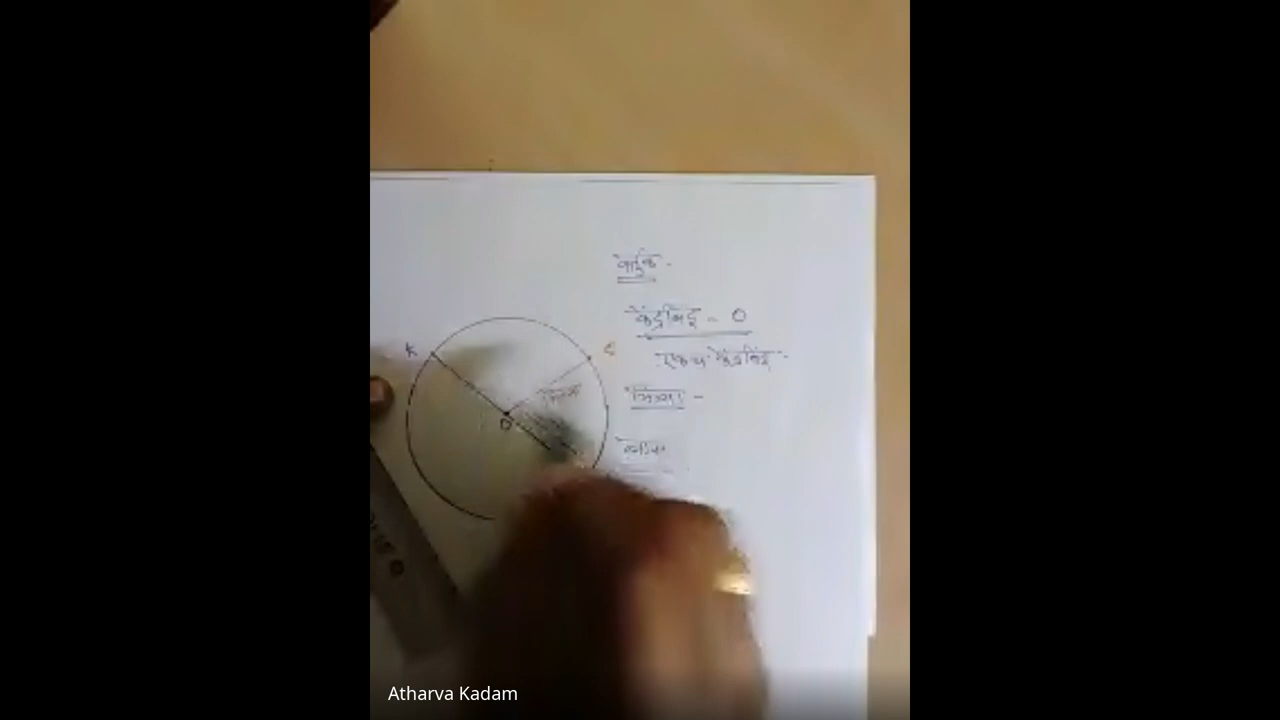 वर्तुळ -
केंद्रबिंदू - O
एकच केंद्रबिंदू -
K
C
त्रिज्या
O
त्रिज्या -
Atharva Kadam